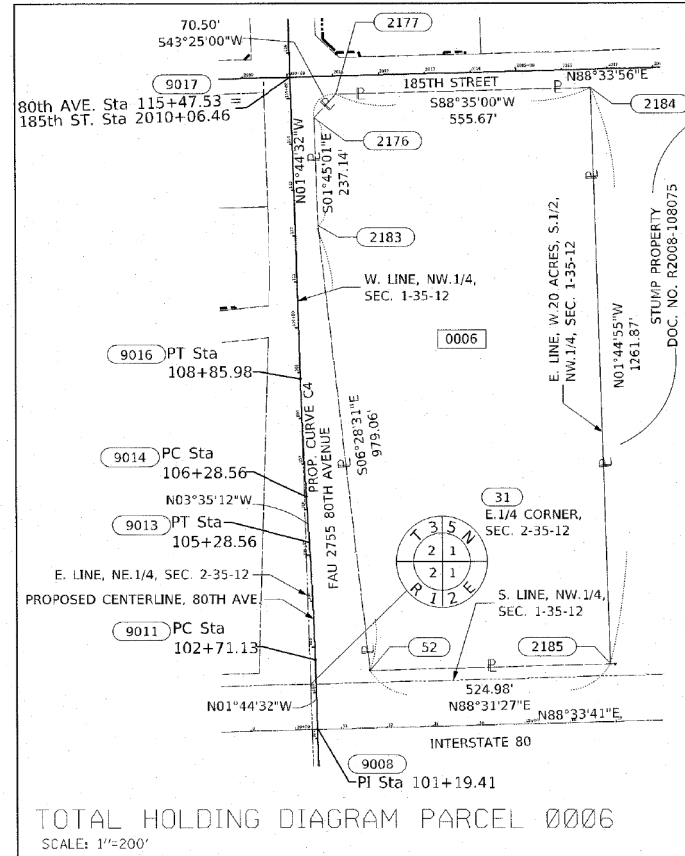 70.50'
S43°25'00"W
2177
9017
80th AVE. Sta 115+47.53 =
185th ST. Sta 2010+06.46
185TH STREET
N88°33'56"E
S88°35'00"W
555.67'
2184
2176
N01°44'32"W
S01°45'01"E
237.14'
2183
W. LINE, NW.1/4,
SEC. 1-35-12
E. LINE, W.20 ACRES, S.1/2,
NW.1/4, SEC. 1-35-12
N01°44'55"W
1261.87'
STUMP PROPERTY
DOC. NO. R2008-108075
0006
9016 PT Sta
108+85.98
PROP. CURVE C4
FAU 2755 80TH AVENUE
S06°28'31"E
979.06'
9014 PC Sta
106+28.56
N03°35'12"W
9013 PT Sta
105+28.56
31
E.1/4 CORNER,
SEC. 2-35-12
T 35 N
2 1
2 1
R 12 E
E. LINE, NE.1/4, SEC. 2-35-12
PROPOSED CENTERLINE, 80TH AVE.
S. LINE, NW.1/4,
SEC. 1-35-12
9011 PC Sta
102+71.13
52
2185
N01°44'32"W
524.98'
N88°31'27"E
N88°33'41"E
INTERSTATE 80
9008
PI Sta 101+19.41
TOTAL HOLDING DIAGRAM PARCEL 0006
SCALE: 1"=200'